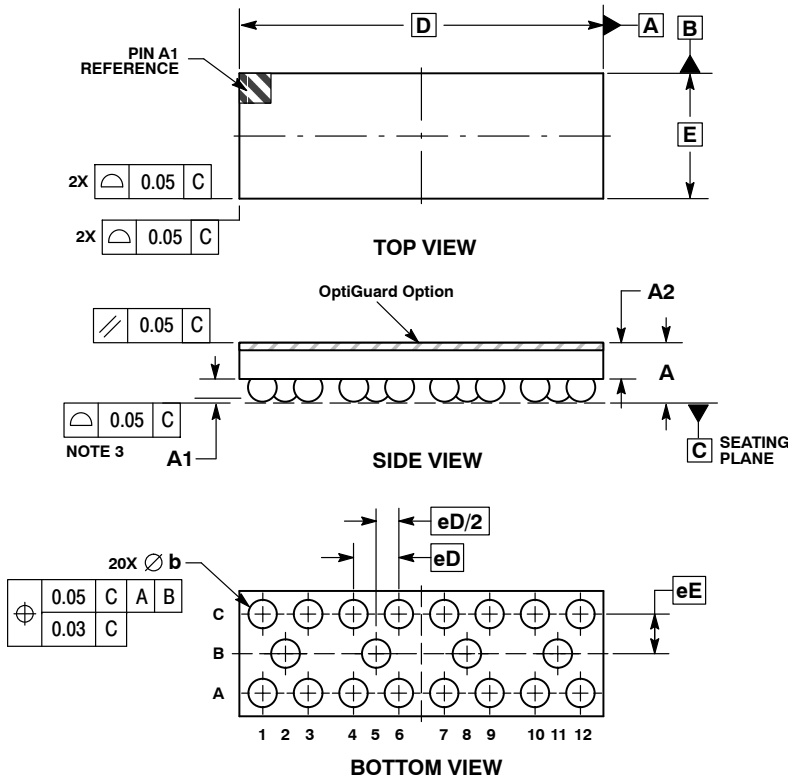 D
A
B
PIN A1
REFERENCE
E
2X ⌓ 0.05 C
2X ⌓ 0.05 C
TOP VIEW
OptiGuard Option
A2
// 0.05 C
A
⌓ 0.05 C
NOTE 3
A1
SIDE VIEW
C SEATING
PLANE
eD/2
20X ∅ b
eD
⌖ 0.05 C A B
0.03 C
eE
C
B
A
1 2 3 4 5 6 7 8 9 10 11 12
BOTTOM VIEW